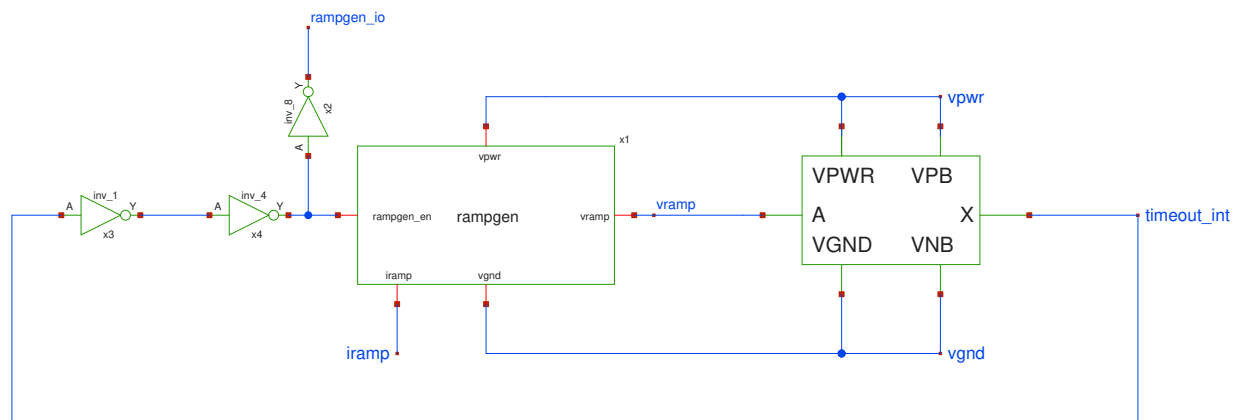 rampgen_io
Y
inv_8
x2
A
vpwr
x1
vpwr
VPWR
VPB
A
inv_1
Y
x3
A
inv_4
Y
x4
rampgen_en
rampgen
vramp
vramp
A
X
timeout_int
VGND
VNB
iramp
vgnd
iramp
vgnd